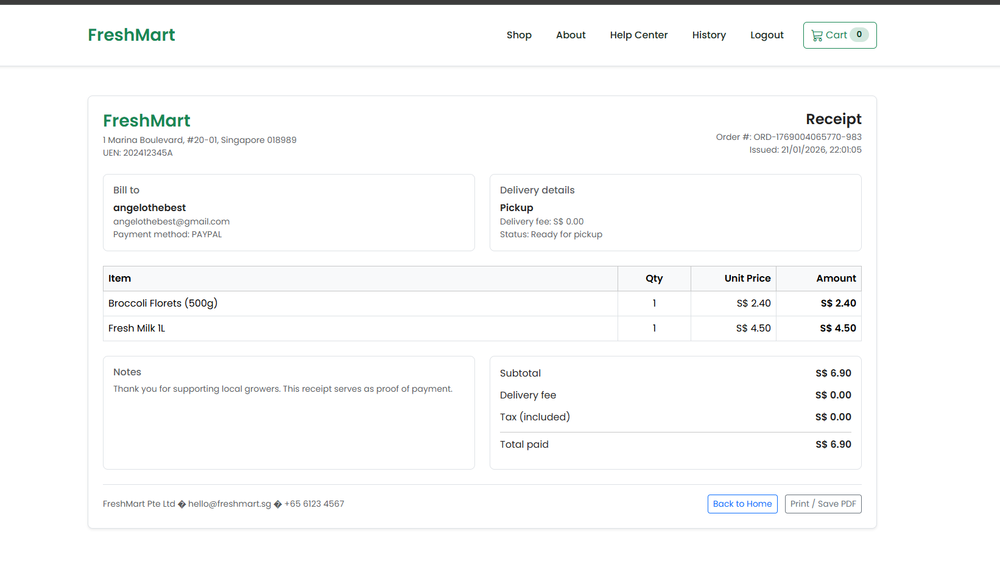 FreshMart
Shop About Help Center History Logout Cart 0
FreshMart
1 Marina Boulevard, #20-01, Singapore 018989
UEN: 202412345A
Receipt
Order #: ORD-1769004065770-983
Issued: 21/01/2026, 22:01:05
Bill to
angelothebest
angelothebest@gmail.com
Payment method: PAYPAL
Delivery details
Pickup
Delivery fee: S$ 0.00
Status: Ready for pickup
Item Qty Unit Price Amount
Broccoli Florets (500g) 1 S$ 2.40 S$ 2.40
Fresh Milk 1L 1 S$ 4.50 S$ 4.50
Notes
Thank you for supporting local growers. This receipt serves as proof of payment.
Subtotal S$ 6.90
Delivery fee S$ 0.00
Tax (included) S$ 0.00
Total paid S$ 6.90
FreshMart Pte Ltd � hello@freshmart.sg � +65 6123 4567
Back to Home Print / Save PDF